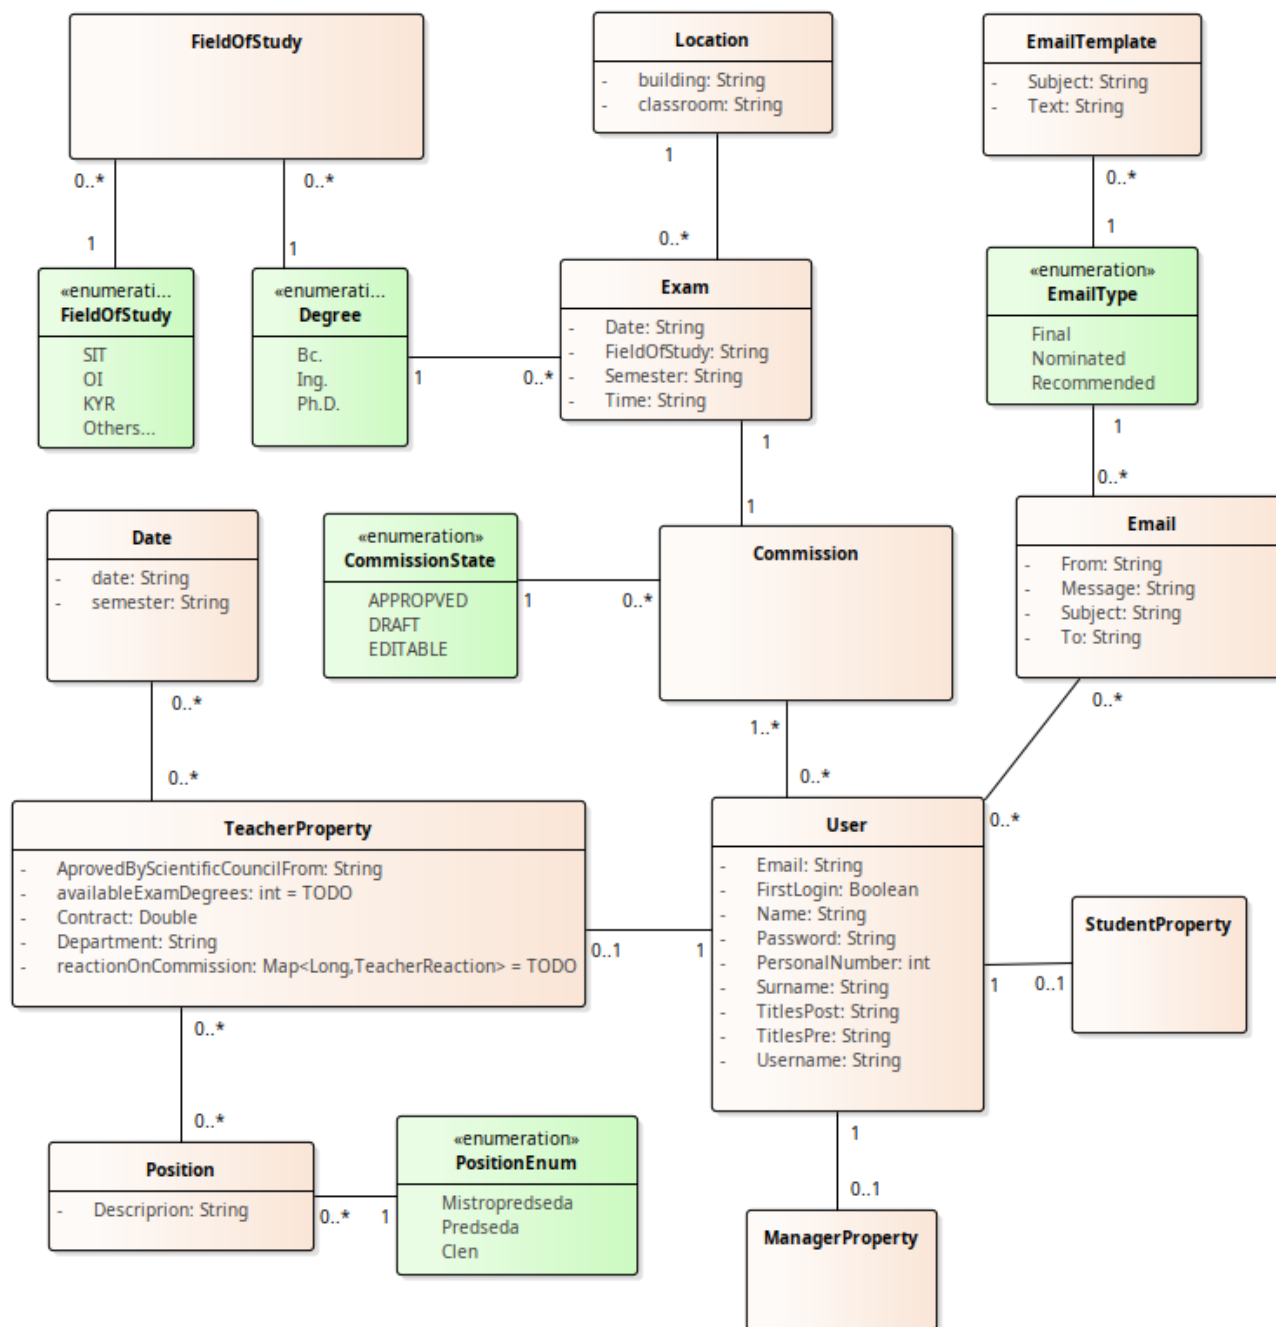 FieldOfStudy
0..*
0..*
1
1
Location
- building: String
- classroom: String
1
0..*
EmailTemplate
- Subject: String
- Text: String
0..*
1
«enumerati...
FieldOfStudy
SIT
OI
KYR
Others...
«enumerati...
Degree
Bc.
Ing.
Ph.D.
1
0..*
Exam
- Date: String
- FieldOfStudy: String
- Semester: String
- Time: String
1
1
«enumeration»
EmailType
Final
Nominated
Recommended
1
0..*
Date
- date: String
- semester: String
0..*
0..*
«enumeration»
CommissionState
APPROPVED
DRAFT
EDITABLE
1
0..*
Commission
1..*
0..*
Email
- From: String
- Message: String
- Subject: String
- To: String
0..*
0..*
TeacherProperty
- AprovedByScientificCouncilFrom: String
- availableExamDegrees: int = TODO
- Contract: Double
- Department: String
- reactionOnCommission: Map<Long,TeacherReaction> = TODO
0..1
1
User
- Email: String
- FirstLogin: Boolean
- Name: String
- Password: String
- PersonalNumber: int
- Surname: String
- TitlesPost: String
- TitlesPre: String
- Username: String
1
0..1
StudentProperty
0..*
0..*
Position
- Descriprion: String
0..*
1
«enumeration»
PositionEnum
Mistropredseda
Predseda
Clen
1
0..1
ManagerProperty